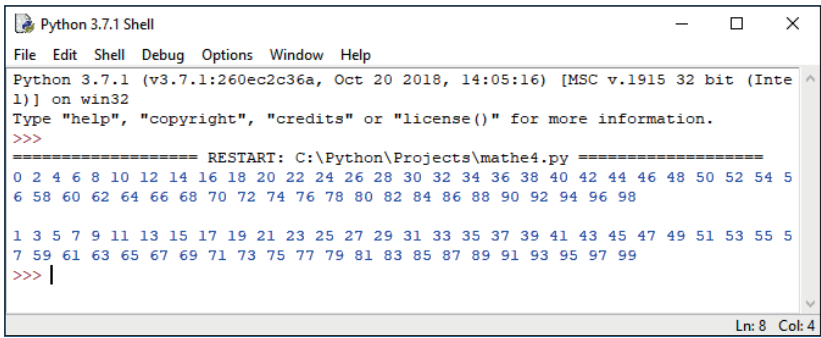 Python 3.7.1 Shell
File Edit Shell Debug Options Window Help
Python 3.7.1 (v3.7.1:260ec2c36a, Oct 20 2018, 14:05:16) [MSC v.1915 32 bit (Inte
l)] on win32
Type "help", "copyright", "credits" or "license()" for more information.
>>>
=================== RESTART: C:\Python\Projects\mathe4.py ===================
0 2 4 6 8 10 12 14 16 18 20 22 24 26 28 30 32 34 36 38 40 42 44 46 48 50 52 54 5
6 58 60 62 64 66 68 70 72 74 76 78 80 82 84 86 88 90 92 94 96 98
1 3 5 7 9 11 13 15 17 19 21 23 25 27 29 31 33 35 37 39 41 43 45 47 49 51 53 55 5
7 59 61 63 65 67 69 71 73 75 77 79 81 83 85 87 89 91 93 95 97 99
>>>
Ln: 8 Col: 4